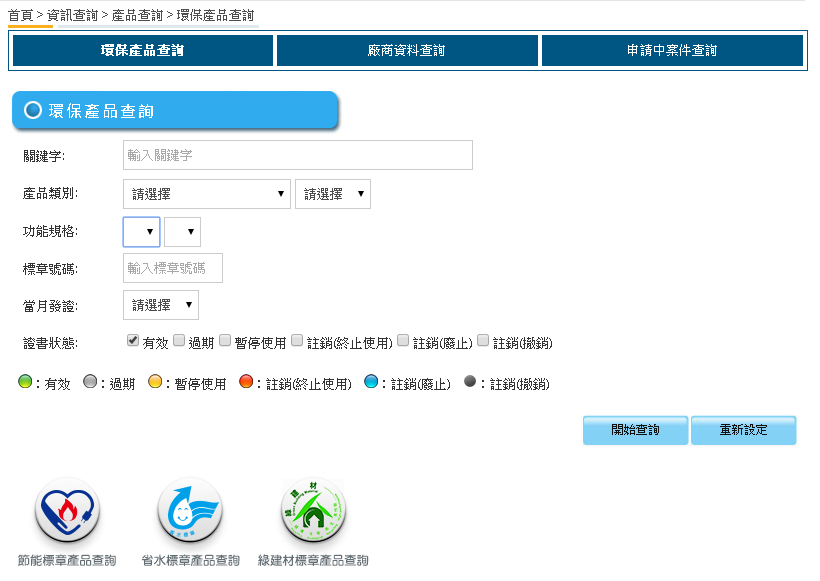 首頁 > 資訊查詢 > 產品查詢 > 環保產品查詢
環保產品查詢 廠商資料查詢 申請中案件查詢
環保產品查詢
關鍵字: 輸入關鍵字
產品類別: 請選擇 請選擇
功能規格:
標章號碼: 輸入標章號碼
當月發證: 請選擇
證書狀態: 有效 過期 暫停使用 註銷(終止使用) 註銷(廢止) 註銷(撤銷)
：有效 ：過期 ：暫停使用 ：註銷(終止使用) ：註銷(廢止) ：註銷(撤銷)
開始查詢 重新設定
節能標章產品查詢 省水標章產品查詢 綠建材標章產品查詢